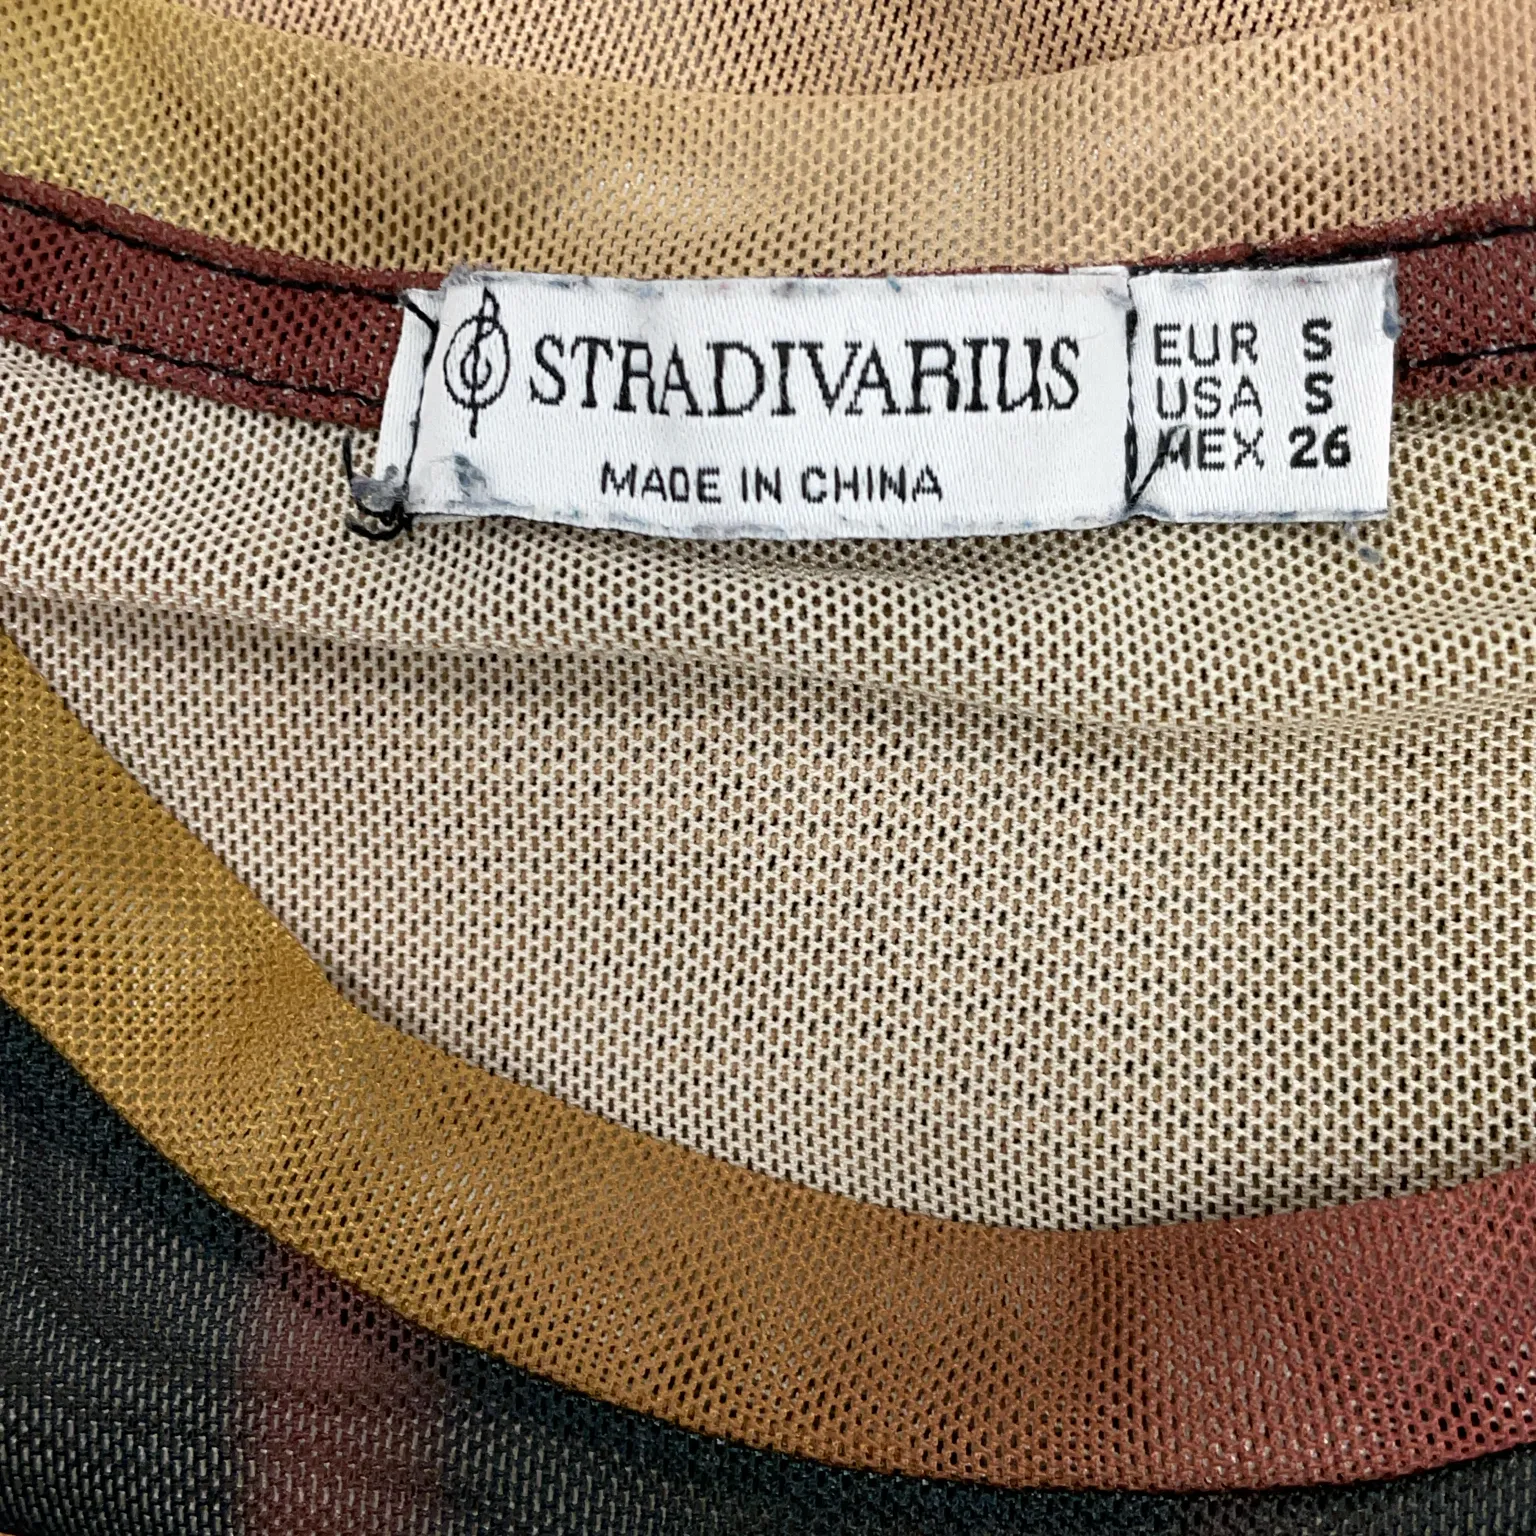 STRADIVARIUS
MADE IN CHINA
EUR S
USA S
MEX 26